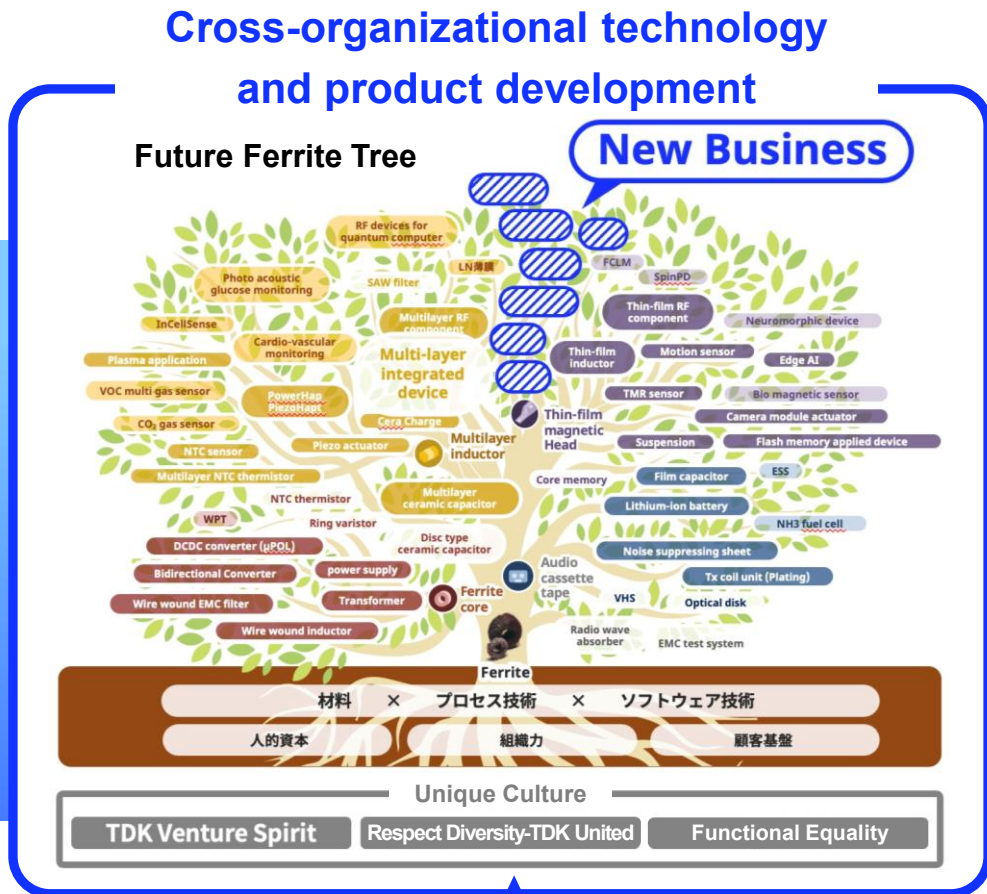 Cross-organizational technology
and product development
Future Ferrite Tree
New Business
RF devices for
quantum computer
LN薄膜
FCLM
SpinPD
Photo acoustic
glucose monitoring
SAW filter
Thin-film RF
component
InCellSense
Multilayer RF
component
Neuromorphic device
Cardio-vascular
monitoring
Plasma application
Multi-layer
integrated
device
Thin-film
inductor
Motion sensor
Edge AI
VOC multi gas sensor
PowerHap
PiezoHapt
TMR sensor
Bio magnetic sensor
CO₂ gas sensor
Cera Charge
Thin-film
magnetic
Head
Camera module actuator
NTC sensor
Piezo actuator
Multilayer
inductor
Suspension
Flash memory applied device
Multilayer NTC thermistor
Core memory
Film capacitor
ESS
NTC thermistor
Multilayer
ceramic capacitor
Lithium-ion battery
WPT
Ring varistor
NH3 fuel cell
DCDC converter (μPOL)
Disc type
ceramic capacitor
Noise suppressing sheet
Bidirectional Converter
power supply
Audio
cassette
tape
Tx coil unit (Plating)
Wire wound EMC filter
Transformer
Ferrite
core
VHS
Optical disk
Wire wound inductor
Radio wave
absorber
EMC test system
Ferrite
材料 × プロセス技術 × ソフトウェア技術
人的資本 組織力 顧客基盤
Unique Culture
TDK Venture Spirit Respect Diversity-TDK United Functional Equality